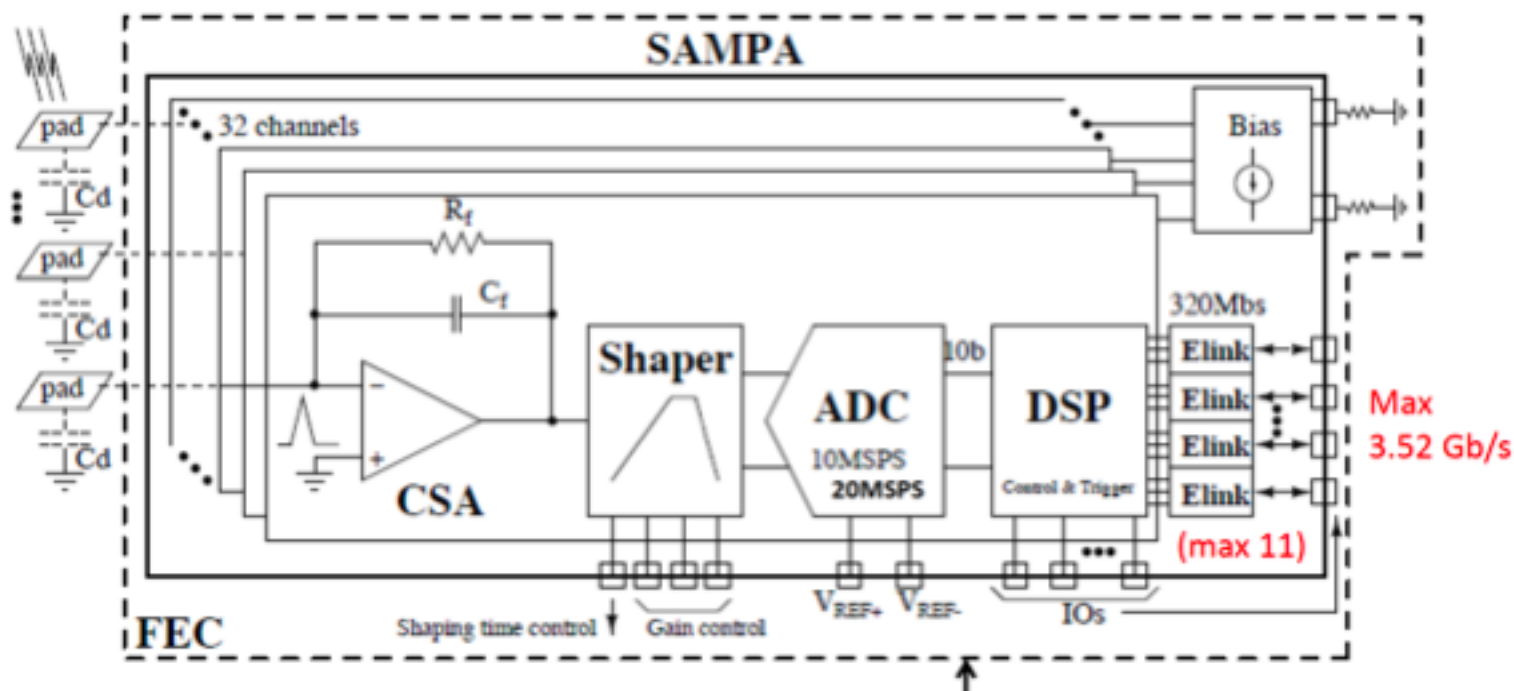 SAMPA
pad
32 channels
Bias
Cd
Rf
pad
Cf
320Mbs
Cd
Shaper
10b
Elink
pad
ADC
DSP
Elink
Max
−
10MSPS
Elink
3.52 Gb/s
Cd
+
20MSPS
Control & Trigger
Elink
CSA
(max 11)
VREF+ VREF-
IOs
FEC
Shaping time control
Gain control